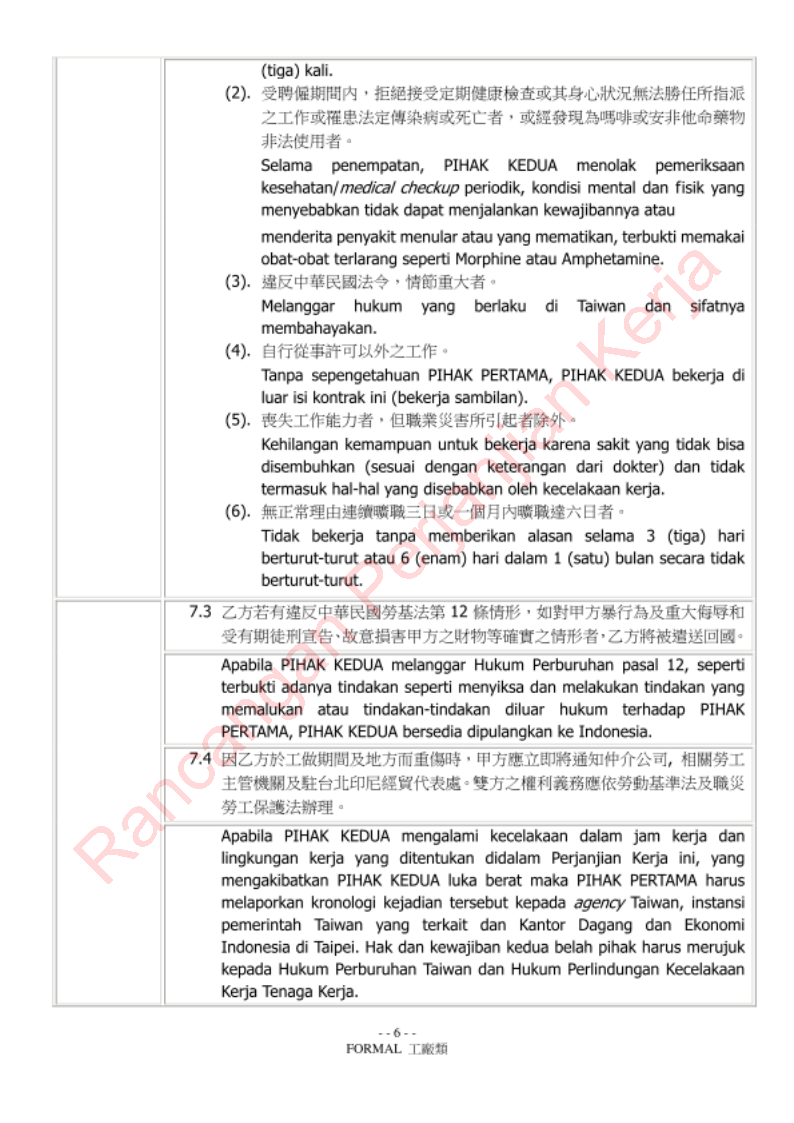 (tiga) kali.
(2). 受聘僱期間內，拒絕接受定期健康檢查或其身心狀況無法勝任所指派
之工作或罹患法定傳染病或死亡者，或經發現為嗎啡或安非他命藥物
非法使用者。
Selama penempatan, PIHAK KEDUA menolak pemeriksaan
kesehatan/medical checkup periodik, kondisi mental dan fisik yang
menyebabkan tidak dapat menjalankan kewajibannya atau
menderita penyakit menular atau yang mematikan, terbukti memakai
obat-obat terlarang seperti Morphine atau Amphetamine.
(3). 違反中華民國法令，情節重大者。
Melanggar hukum yang berlaku di Taiwan dan sifatnya
membahayakan.
(4). 自行從事許可以外之工作。
Tanpa sepengetahuan PIHAK PERTAMA, PIHAK KEDUA bekerja di
luar isi kontrak ini (bekerja sambilan).
(5). 喪失工作能力者，但職業災害所引起者除外。
Kehilangan kemampuan untuk bekerja karena sakit yang tidak bisa
disembuhkan (sesuai dengan keterangan dari dokter) dan tidak
termasuk hal-hal yang disebabkan oleh kecelakaan kerja.
(6). 無正常理由連續曠職三日或一個月內曠職達六日者。
Tidak bekerja tanpa memberikan alasan selama 3 (tiga) hari
berturut-turut atau 6 (enam) hari dalam 1 (satu) bulan secara tidak
berturut-turut.
7.3 乙方若有違反中華民國勞基法第 12 條情形，如對甲方暴行為及重大侮辱和
受有期徒刑宣告、故意損害甲方之財物等確實之情形者，乙方將被遣送回國。
Apabila PIHAK KEDUA melanggar Hukum Perburuhan pasal 12, seperti
terbukti adanya tindakan seperti menyiksa dan melakukan tindakan yang
memalukan atau tindakan-tindakan diluar hukum terhadap PIHAK
PERTAMA, PIHAK KEDUA bersedia dipulangkan ke Indonesia.
7.4 因乙方於工做期間及地方而重傷時，甲方應立即將通知仲介公司, 相關勞工
主管機關及駐台北印尼經貿代表處。雙方之權利義務應依勞動基準法及職災
勞工保護法辦理。
Apabila PIHAK KEDUA mengalami kecelakaan dalam jam kerja dan
lingkungan kerja yang ditentukan didalam Perjanjian Kerja ini, yang
mengakibatkan PIHAK KEDUA luka berat maka PIHAK PERTAMA harus
melaporkan kronologi kejadian tersebut kepada agency Taiwan, instansi
pemerintah Taiwan yang terkait dan Kantor Dagang dan Ekonomi
Indonesia di Taipei. Hak dan kewajiban kedua belah pihak harus merujuk
kepada Hukum Perburuhan Taiwan dan Hukum Perlindungan Kecelakaan
Kerja Tenaga Kerja.
Rancangan Perjanjian Kerja
- - 6 - -
FORMAL 工廠類